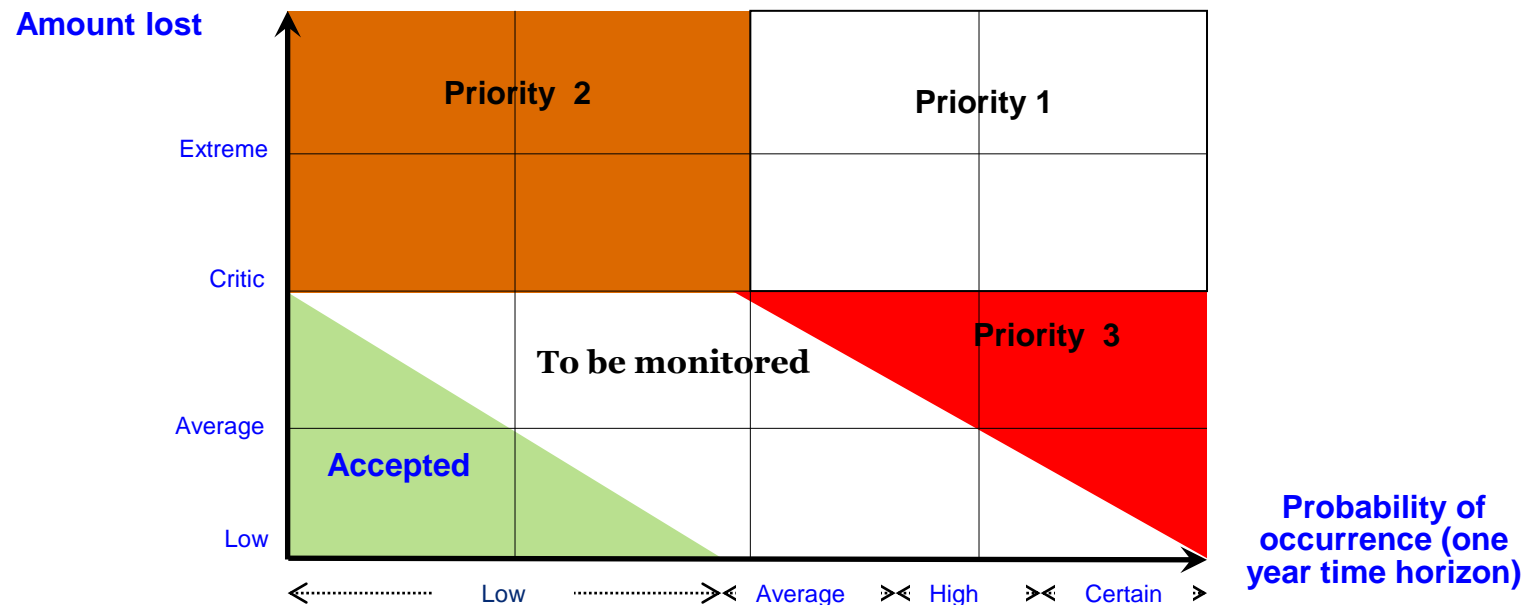 Amount lost
Priority 2
Priority 1
Extreme
Critic
Priority 3
To be monitored
Average
Accepted
Low
Probability of
occurrence (one
year time horizon)
Low
Average
High
Certain